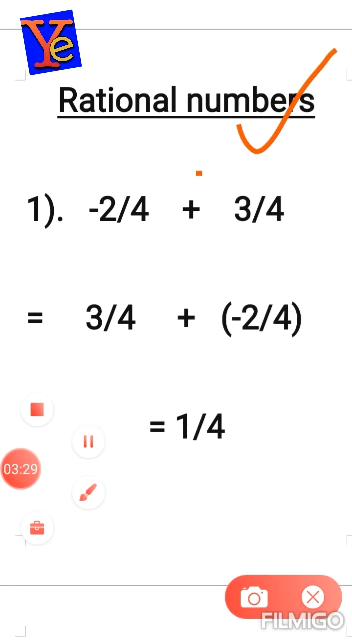 Ye
Rational numbers
1). -2/4 + 3/4
= 3/4 + (-2/4)
= 1/4
03:29
FILMIGO